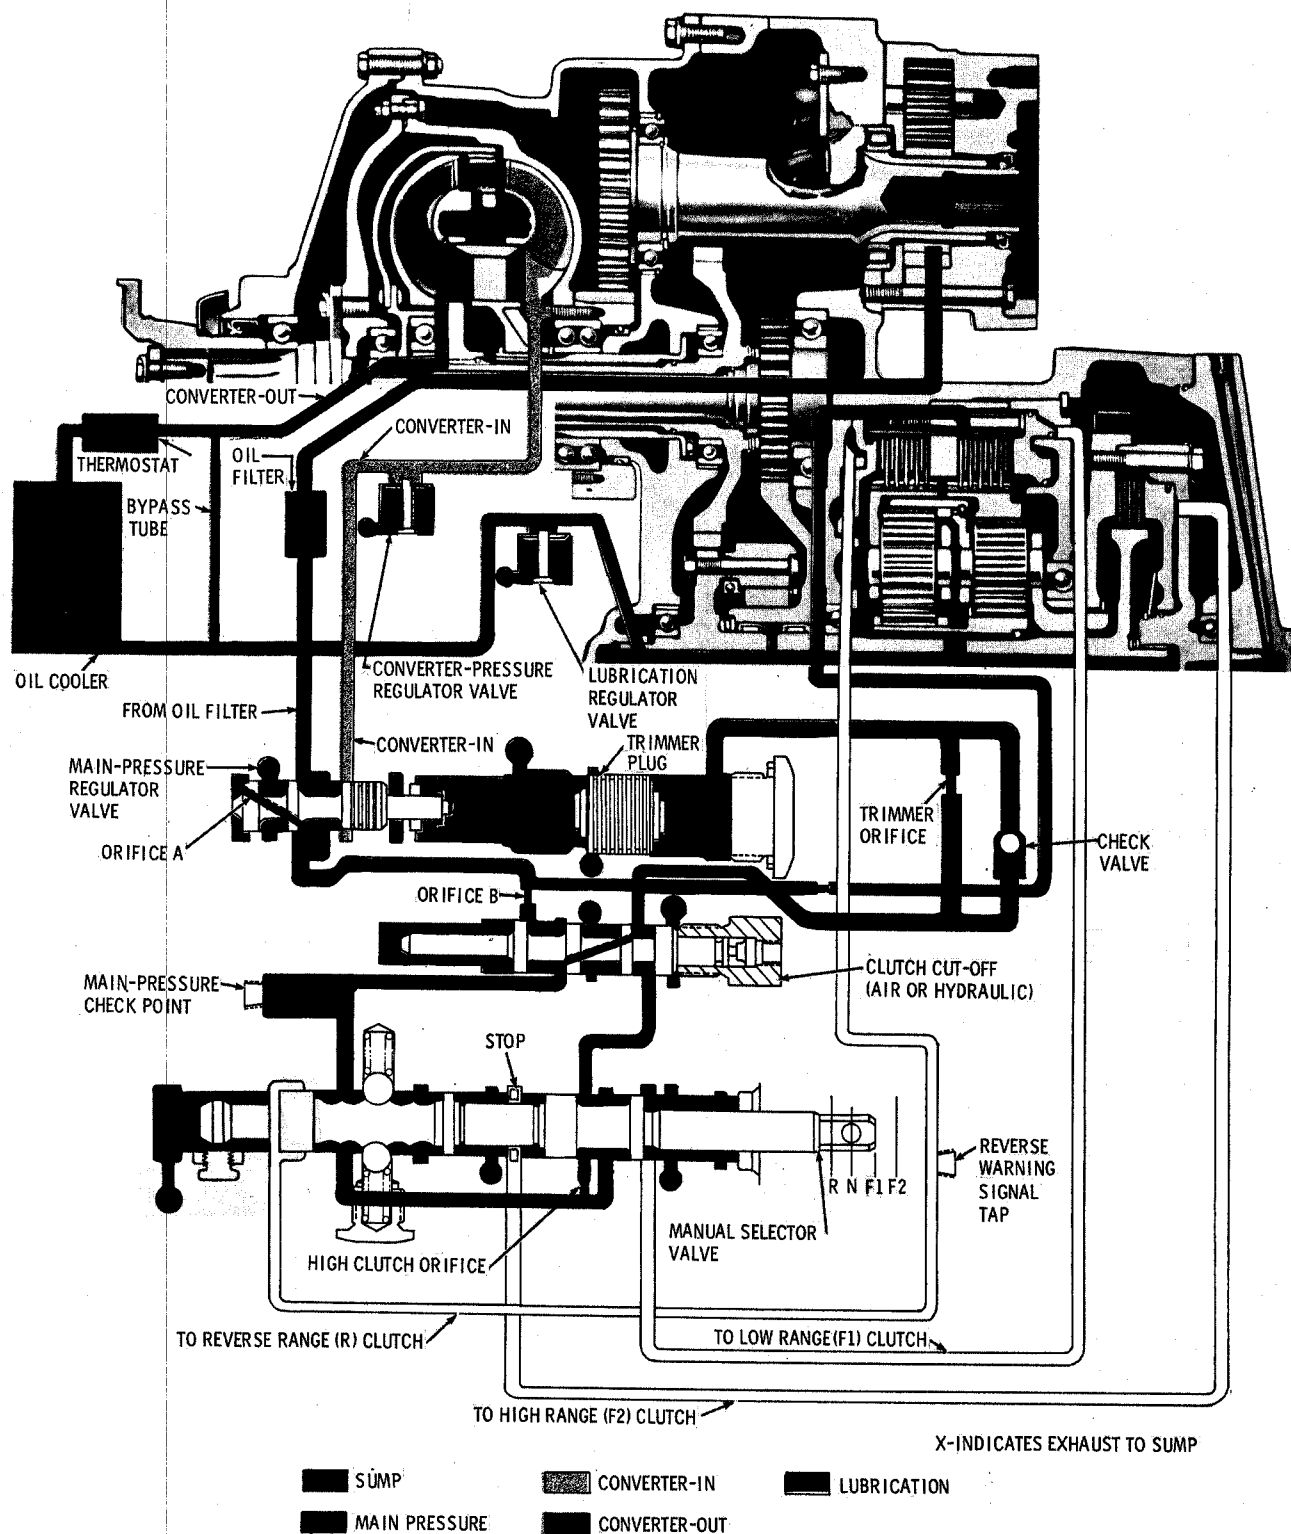 CONVERTER-OUT
CONVERTER-IN
THERMOSTAT
OIL
FILTER
BYPASS
TUBE
OIL COOLER
CONVERTER-PRESSURE
REGULATOR VALVE
LUBRICATION
REGULATOR
VALVE
FROM OIL FILTER
CONVERTER-IN
TRIMMER
PLUG
MAIN-PRESSURE
REGULATOR
VALVE
ORIFICE A
TRIMMER
ORIFICE
CHECK
VALVE
ORIFICE B
MAIN-PRESSURE
CHECK POINT
CLUTCH CUT-OFF
(AIR OR HYDRAULIC)
STOP
R N F1 F2
REVERSE
WARNING
SIGNAL
TAP
MANUAL SELECTOR
VALVE
HIGH CLUTCH ORIFICE
TO REVERSE RANGE (R) CLUTCH
TO LOW RANGE (F1) CLUTCH
TO HIGH RANGE (F2) CLUTCH
X-INDICATES EXHAUST TO SUMP
SUMP
CONVERTER-IN
LUBRICATION
MAIN PRESSURE
CONVERTER-OUT